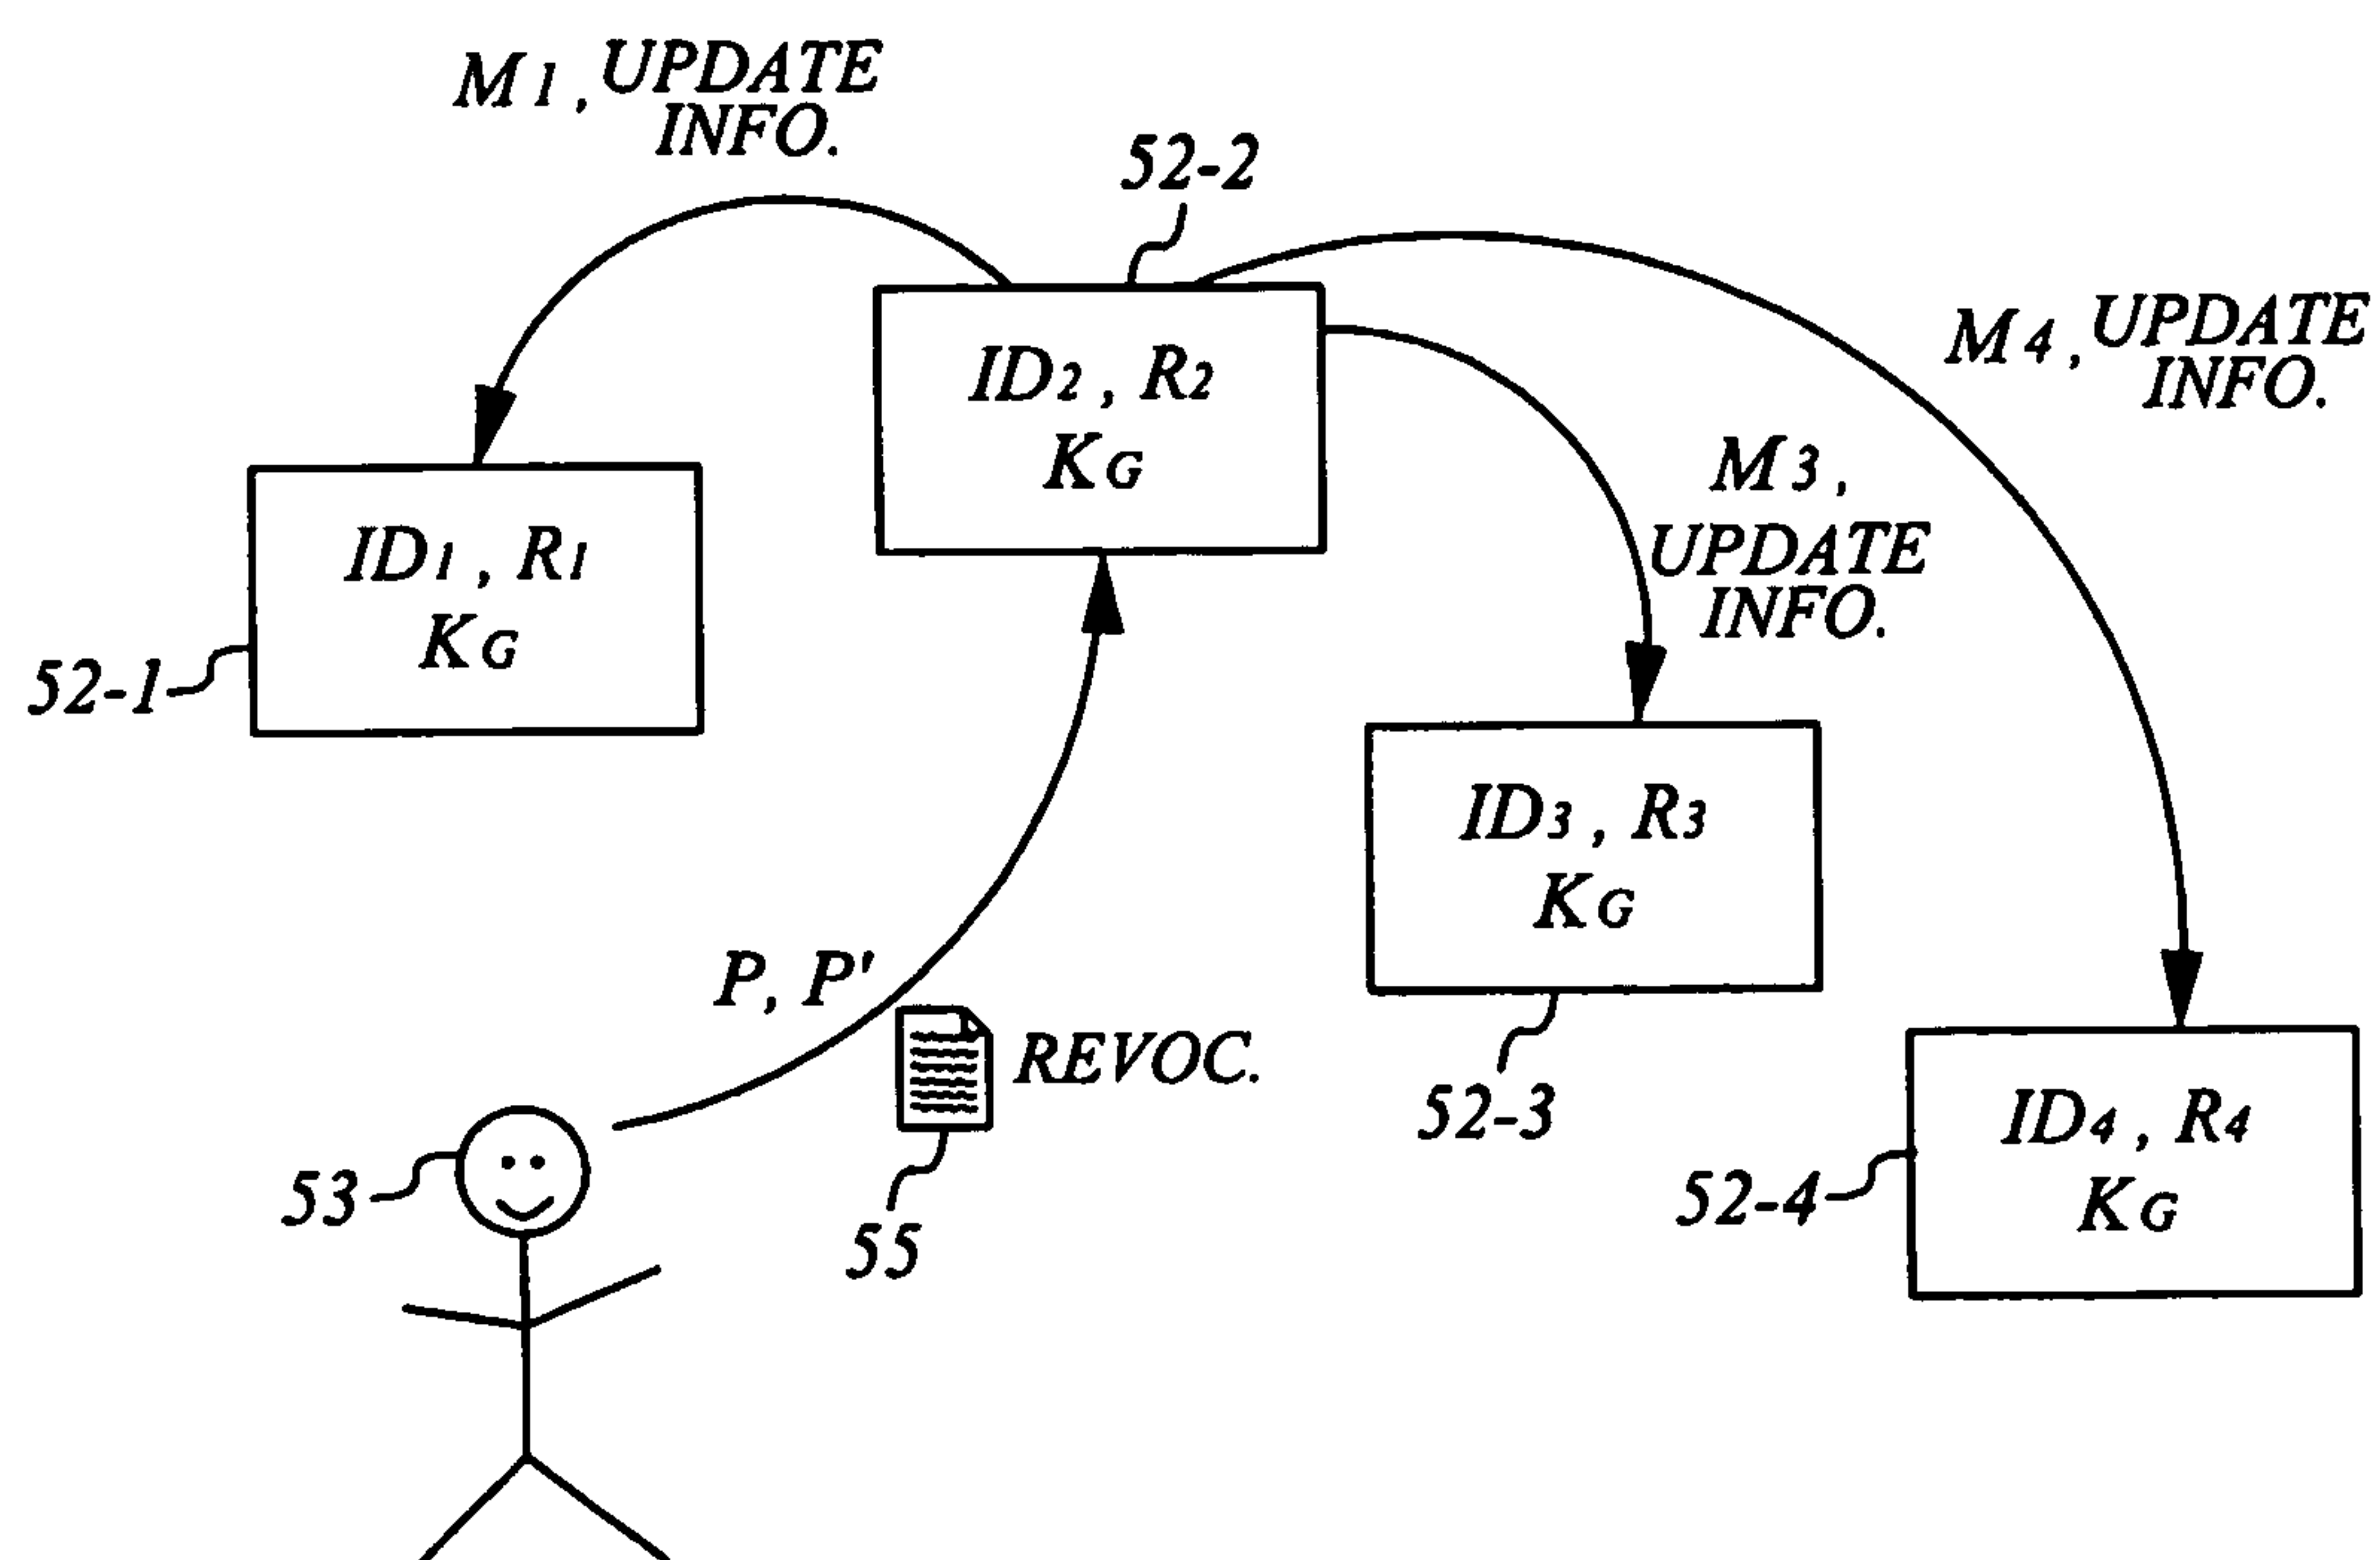 M1, UPDATE
INFO.
52-2
M4, UPDATE
INFO.
ID2, R2
KG
M3,
UPDATE
INFO.
ID1, R1
KG
52-1
ID3, R3
KG
P, P'
REVOC.
52-3
ID4, R4
KG
52-4
53
55